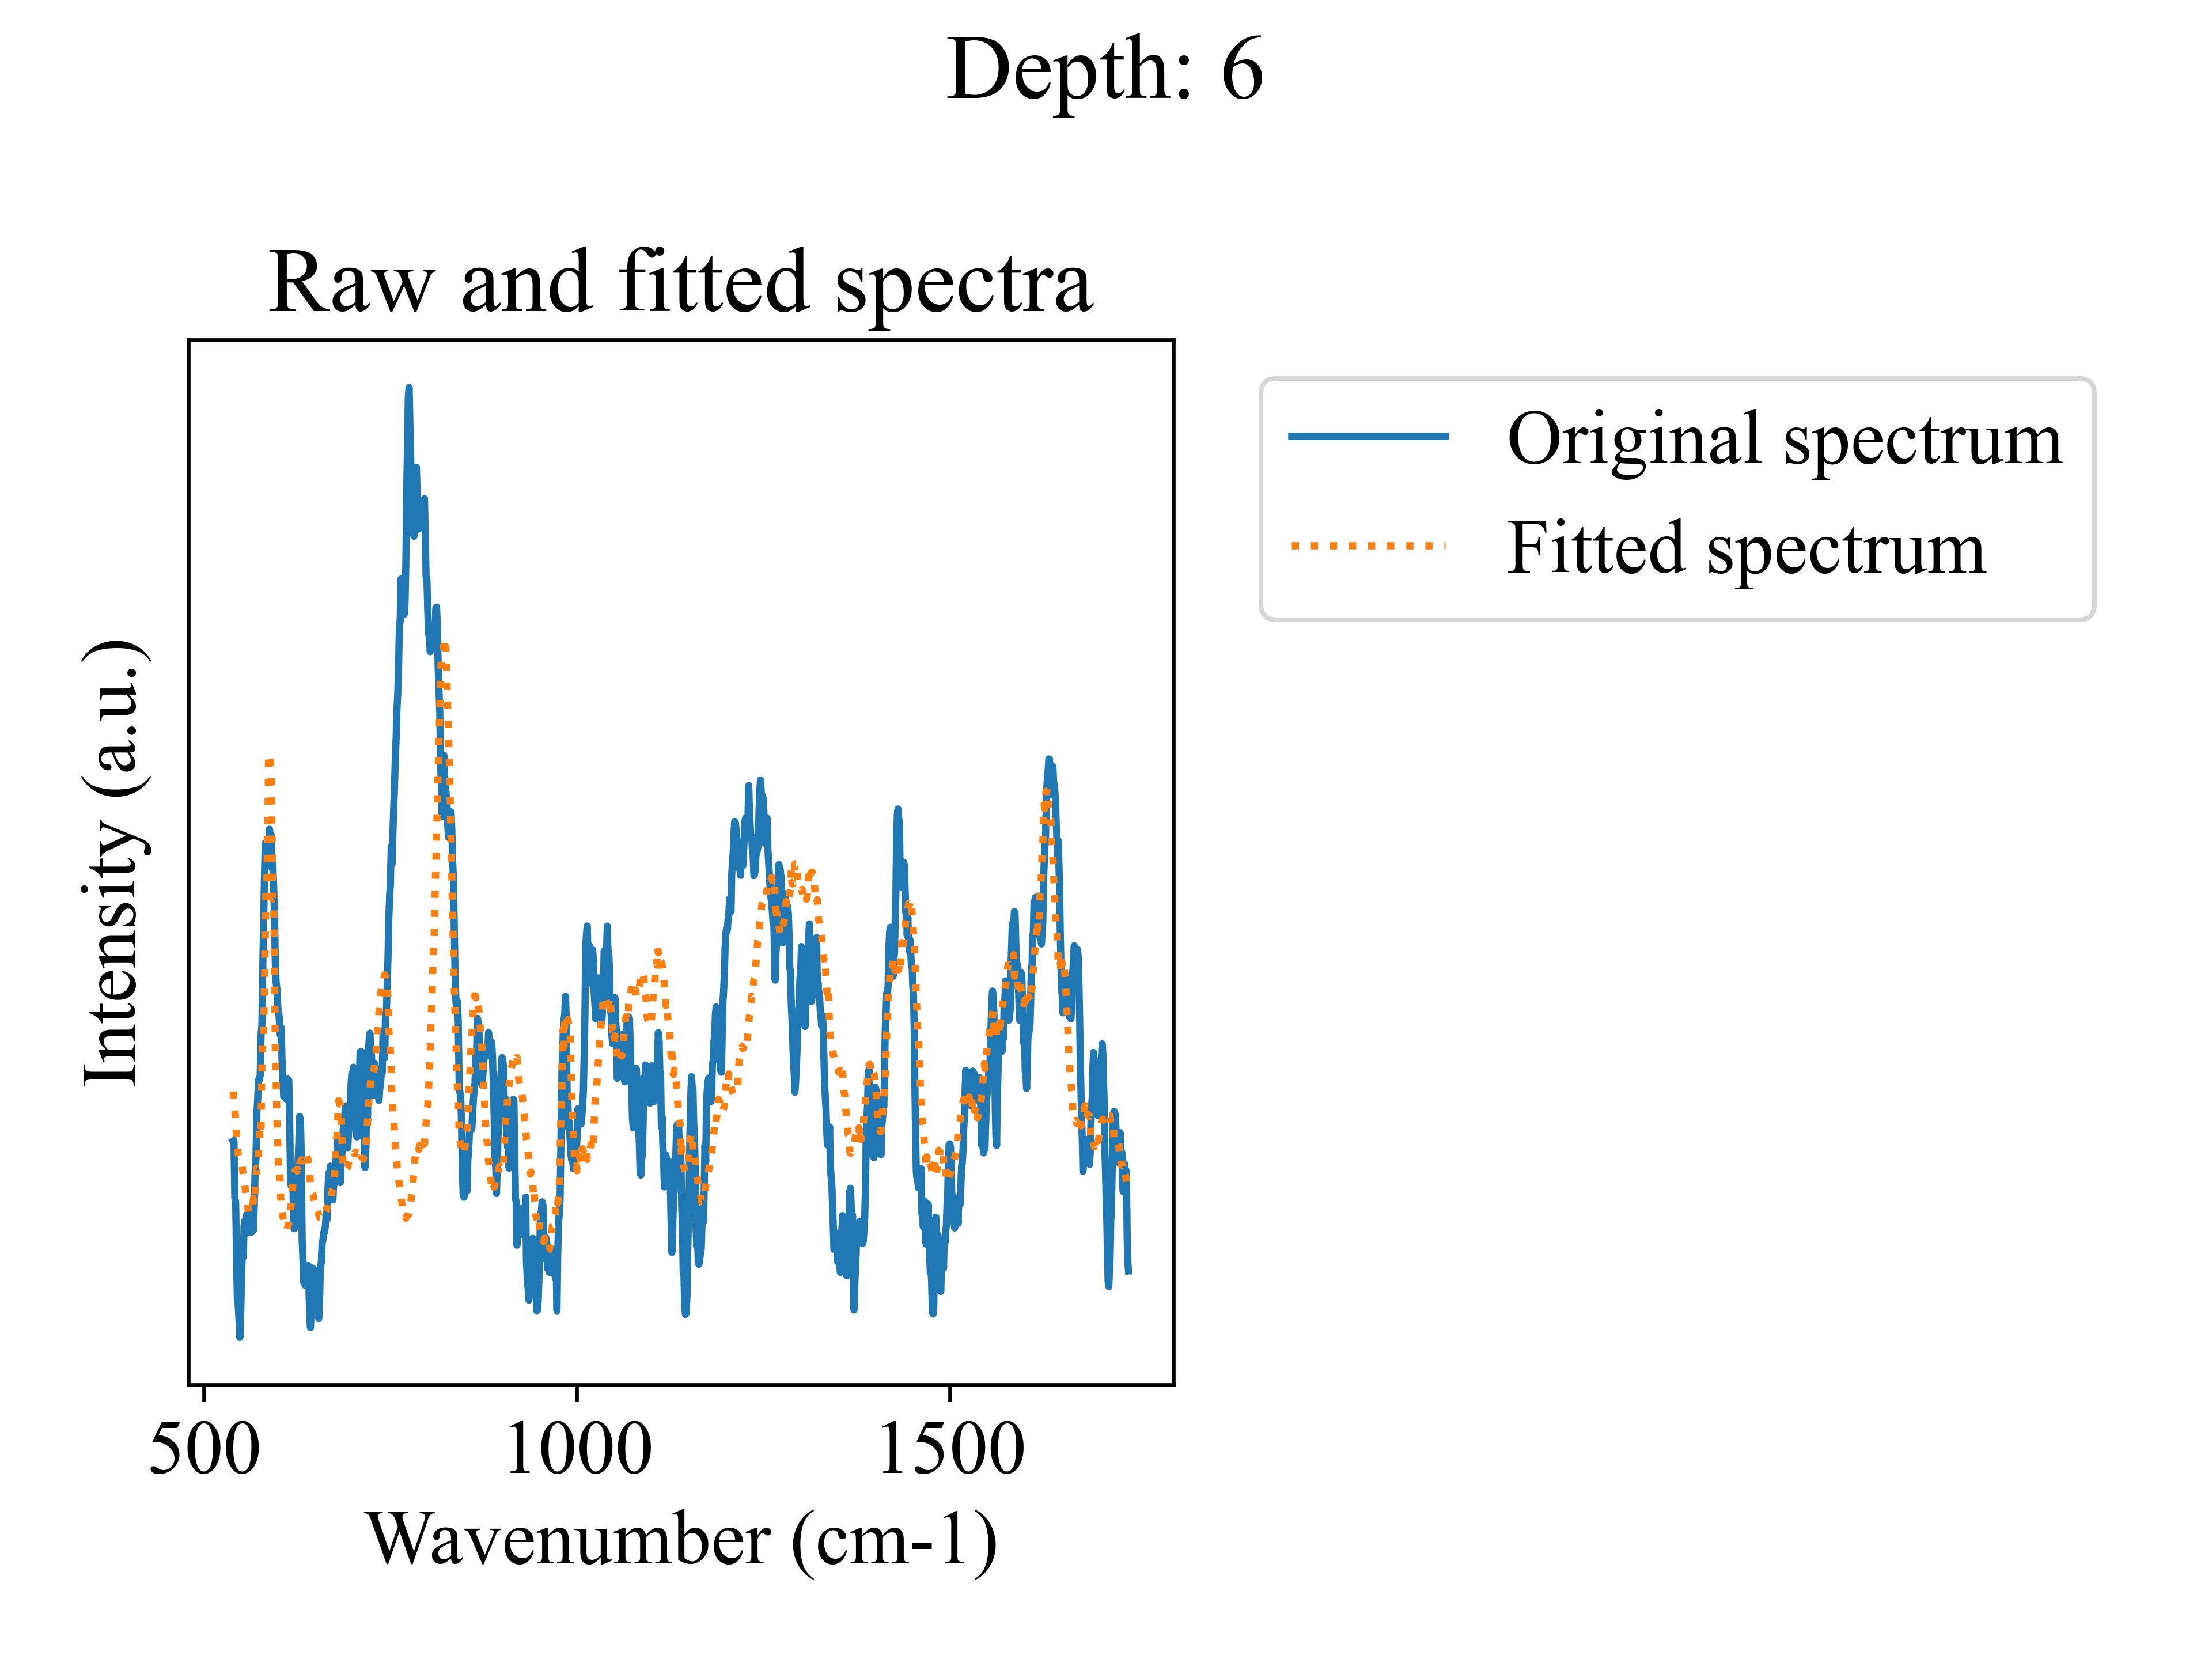 Depth: 6
Raw and fitted spectra
Original spectrum
Fitted spectrum
Intensity (a.u.)
500 1000 1500
Wavenumber (cm-1)